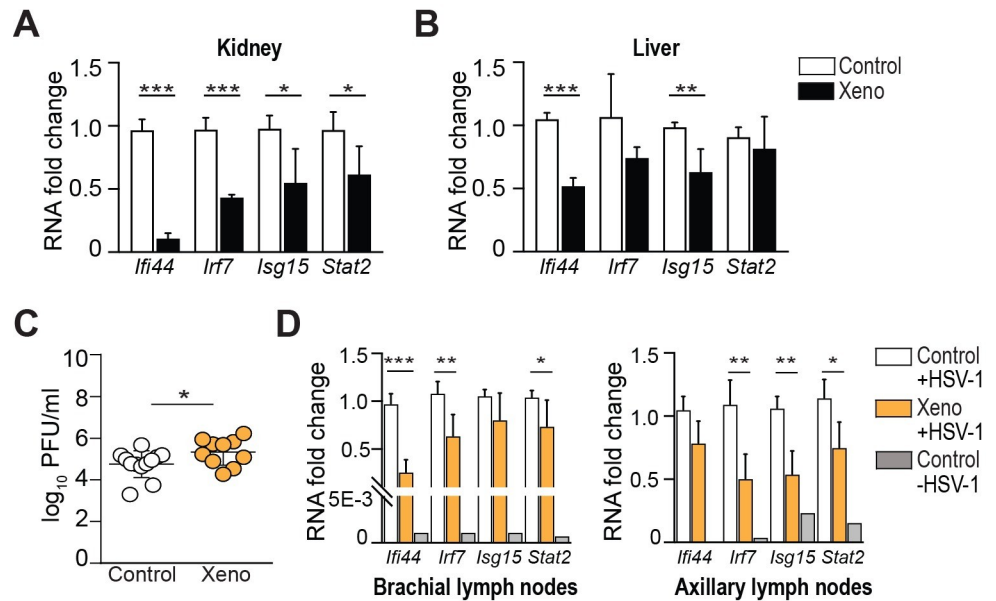 A
Kidney
RNA fold change
1.5
1.0
0.5
0
***
***
*
*
Ifi44
Irf7
Isg15
Stat2
B
Liver
RNA fold change
1.5
1.0
0.5
0
***
**
Ifi44
Irf7
Isg15
Stat2
Control
Xeno
C
log10 PFU/ml
10
8
6
4
2
0
*
Control
Xeno
D
RNA fold change
1.5
1.0
0.5
5E-3
0
***
**
*
Ifi44
Irf7
Isg15
Stat2
Brachial lymph nodes
RNA fold change
1.5
1.0
0.5
0
**
**
*
Ifi44
Irf7
Isg15
Stat2
Axillary lymph nodes
Control
+HSV-1
Xeno
+HSV-1
Control
-HSV-1